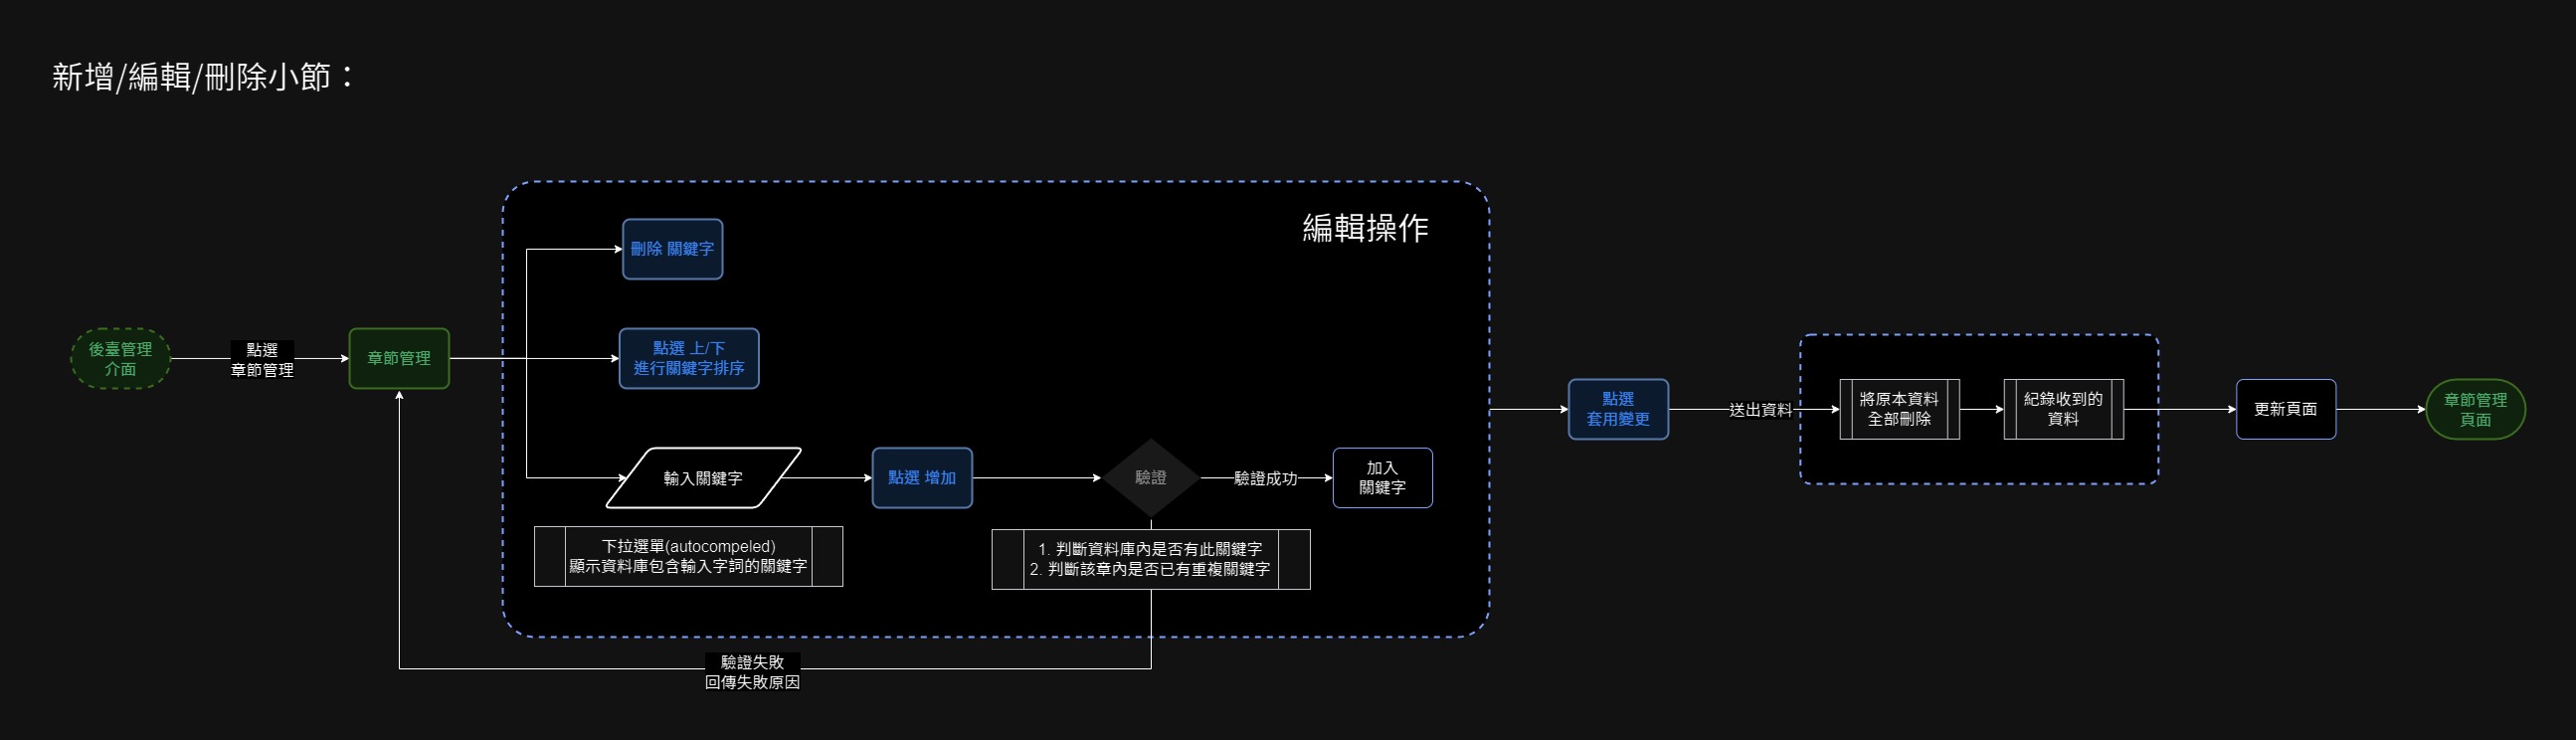 新增/編輯/刪除小節：
編輯操作
刪除 關鍵字
後臺管理
介面
點選
章節管理
章節管理
點選 上/下
進行關鍵字排序
輸入關鍵字
點選 增加
驗證
驗證成功
加入
關鍵字
下拉選單(autocompeled)
顯示資料庫包含輸入字詞的關鍵字
1. 判斷資料庫內是否有此關鍵字
2. 判斷該章內是否已有重複關鍵字
驗證失敗
回傳失敗原因
點選
套用變更
送出資料
將原本資料
全部刪除
紀錄收到的
資料
更新頁面
章節管理
頁面